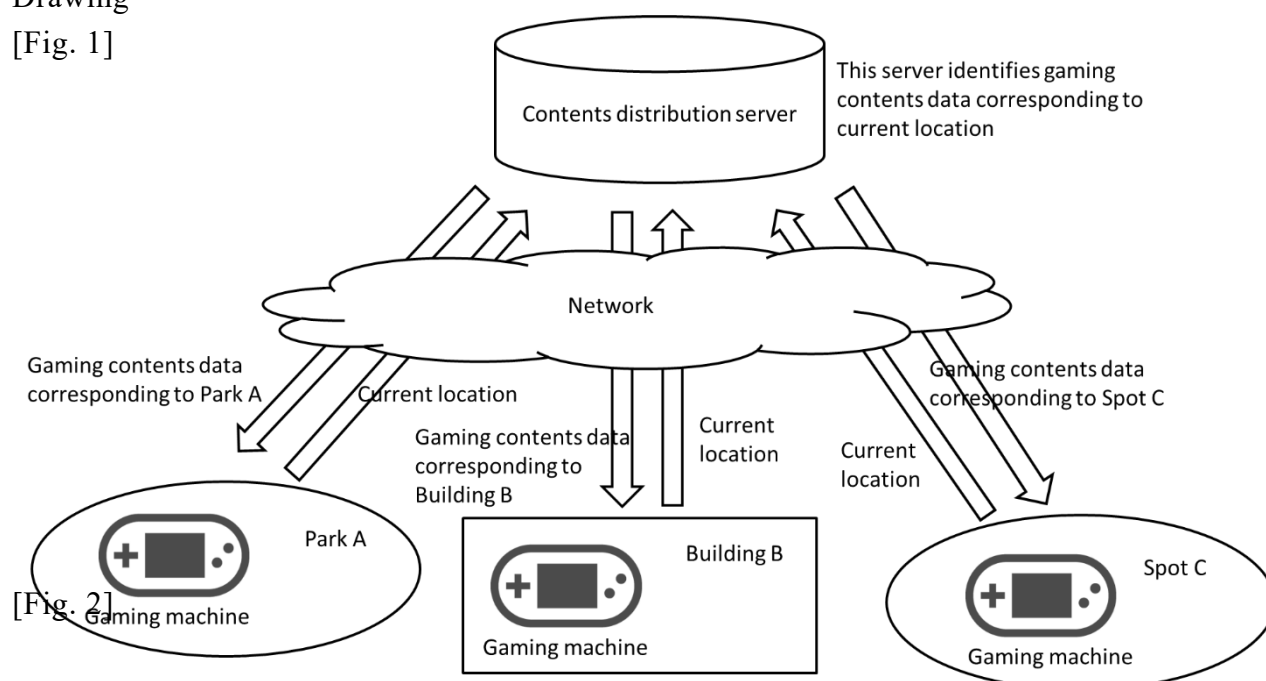 Drawing
[Fig. 1]
Contents distribution server
This server identifies gaming
contents data corresponding to
current location
Network
Gaming contents data
corresponding to Park A
Current location
Gaming contents data
corresponding to
Building B
Current
location
Current
location
Gaming contents data
corresponding to Spot C
Park A
Gaming machine
Building B
Gaming machine
Spot C
Gaming machine
[Fig. 2]